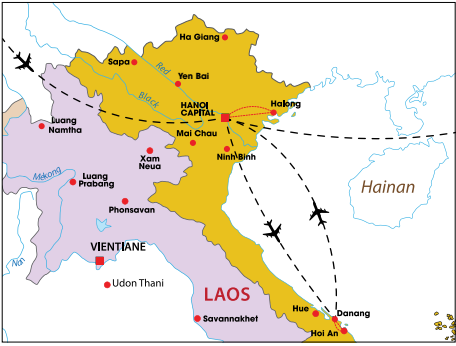 Ha Giang
Sapa
Red
Yen Bai
Black
HANOI
CAPITAL
Halong
Luang
Namtha
Mai Chau
Xam
Neua
Ninh Binh
Mekong
Luang
Prabang
Hainan
Phonsavan
VIENTIANE
Nan
Udon Thani
LAOS
Hue
Danang
Savannakhet
Hoi An